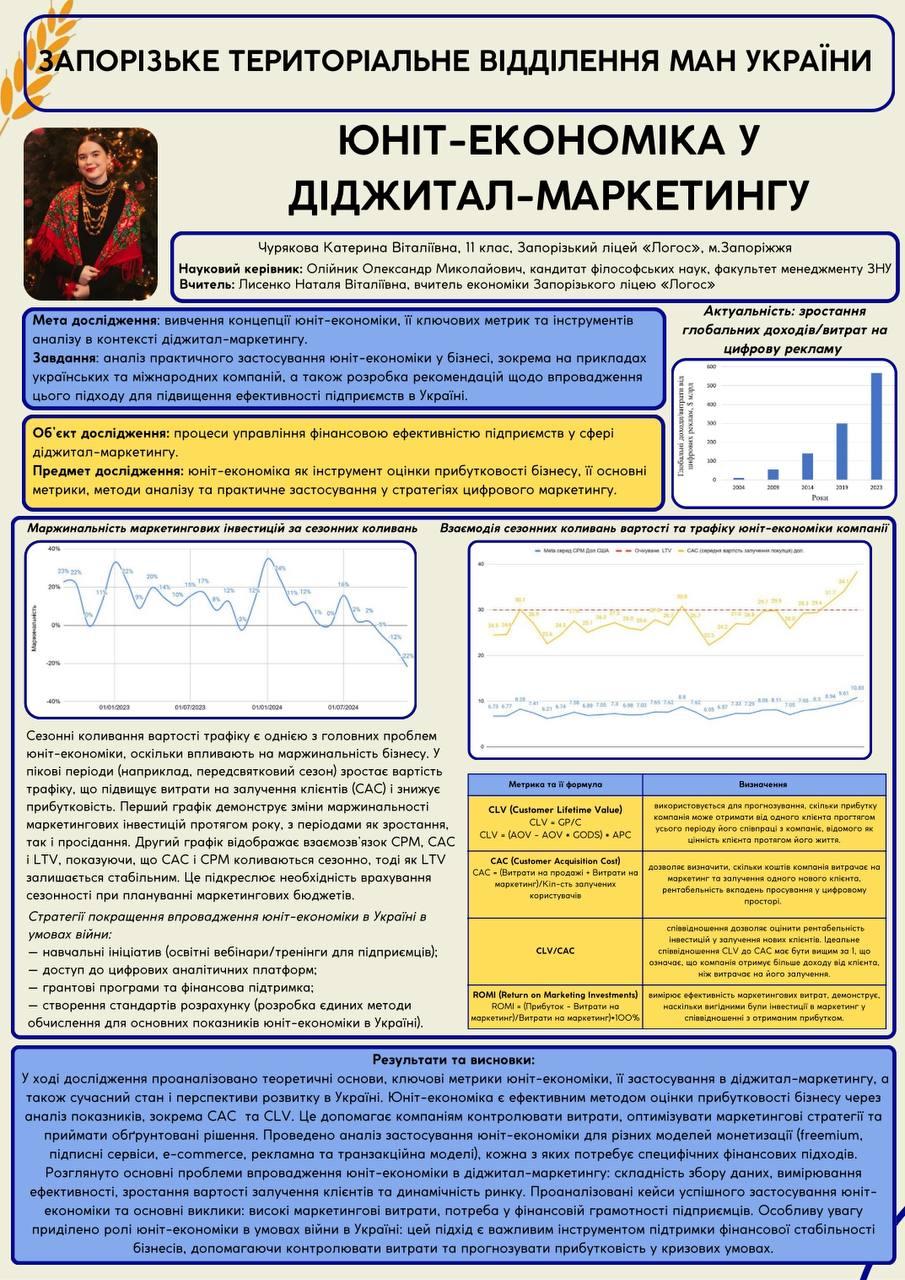 ЗАПОРІЗЬКЕ ТЕРИТОРІАЛЬНЕ ВІДДІЛЕННЯ МАН УКРАЇНИ
ЮНІТ-ЕКОНОМІКА У
ДІДЖИТАЛ-МАРКЕТИНГУ
Чурякова Катерина Віталіївна, 11 клас, Запорізький ліцей «Логос», м.Запоріжжя
Науковий керівник: Олійник Олександр Миколайович, кандитат філософських наук, факультет менеджменту ЗНУ
Вчитель: Лисенко Наталя Віталіївна, вчитель економіки Запорізького ліцею «Логос»
Мета дослідження: вивчення концепції юніт-економіки, її ключових метрик та інструментів
аналізу в контексті діджитал-маркетингу.
Завдання: аналіз практичного застосування юніт-економіки у бізнесі, зокрема на прикладах
українських та міжнародних компаній, а також розробка рекомендацій щодо впровадження
цього підходу для підвищення ефективності підприємств в Україні.
Об'єкт дослідження: процеси управління фінансовою ефективністю підприємств у сфері
діджитал-маркетингу.
Предмет дослідження: юніт-економіка як інструмент оцінки прибутковості бізнесу, її основні
метрики, методи аналізу та практичне застосування у стратегіях цифрового маркетингу.
Актуальність: зростання
глобальних доходів/витрат на
цифрову рекламу
Глобальні доходи/витрати від
цифрових реклам, $ млрд
600
500
400
300
200
100
0
2004 2009 2014 2019 2023
Роки
Маржинальність маркетингових інвестицій за сезонних коливань
Маржинальність
40%
20%
0%
-20%
-40%
23% 22% 0% 11% 22% 9% 20% 14% 10% 15% 17% 8% 12% -3% 12% 24% 11% 12% 1% 0% 16% 2% 2% -5% -12% -22%
01/01/2023 01/07/2023 01/01/2024 01/07/2024
Взаємодія сезонних коливань вартості та трафіку юніт-економіки компанії
Meta серед CPM Дол США Очікуване. LTV CAC (середня вартість залучення покупця) дол.
40
30
20
10
0
Сезонні коливання вартості трафіку є однією з головних проблем
юніт-економіки, оскільки впливають на маржинальність бізнесу. У
пікові періоди (наприклад, передсвятковий сезон) зростає вартість
трафіку, що підвищує витрати на залучення клієнтів (CAC) і знижує
прибутковість. Перший графік демонструє зміни маржинальності
маркетингових інвестицій протягом року, з періодами як зростання,
так і просідання. Другий графік відображає взаємозв'язок CPM, CAC
і LTV, показуючи, що CAC і CPM коливаються сезонно, тоді як LTV
залишається стабільним. Це підкреслює необхідність врахування
сезонності при плануванні маркетингових бюджетів.
Стратегії покращення впровадження юніт-економіки в Україні в
умовах війни:
— навчальні ініціатив (освітні вебінари/тренінги для підприємців);
— доступ до цифрових аналітичних платформ;
— грантові програми та фінансова підтримка;
— створення стандартів розрахунку (розробка єдиних методи
обчислення для основних показників юніт-економіки в Україні).
Метрика та її формула
Визначення
CLV (Customer Lifetime Value)
CLV = GP/C
CLV = (AOV - AOV * GODS) * APC
використовується для прогнозування, скільки прибутку
компанія може отримати від одного клієнта прогтягом
усього періоду його співпраці з компаніє, відомого як
цінність клієнта протягом його життя.
CAC (Customer Acquisition Cost)
CAC = (Витрати на продажі + Витрати на
маркетинг)/Кіл-сть залучених
користувачів
дозволяє визначити, скільки коштів компанія витрачає на
маркетинг та залучення одного нового клієнта,
рентабельність вкладень просування у цифровому
просторі.
CLV/CAC
співвідношення дозволяє оцінити рентабельність
інвестицій у залучення нових клієнтів. Ідеальне
співвідношення CLV до CAC має бути вищим за 1, що
означає, що компанія отримує більше доходу від клієнта,
ніж витрачає на його залучення.
ROMI (Return on Marketing Investments)
ROMI = (Прибуток - Витрати на
маркетинг)/Витрати на маркетинг)*100%
вимірює ефективність маркетингових витрат, демонструє,
наскільки вигідними були інвестиції в маркетинг у
співвідношенні з отриманим прибутком.
Результати та висновки:
У ході дослідження проаналізовано теоретичні основи, ключові метрики юніт-економіки, її застосування в діджитал-маркетингу, а
також сучасний стан і перспективи розвитку в Україні. Юніт-економіка є ефективним методом оцінки прибутковості бізнесу через
аналіз показників, зокрема CAC та CLV. Це допомагає компаніям контролювати витрати, оптимізувати маркетингові стратегії та
приймати обґрунтовані рішення. Проведено аналіз застосування юніт-економіки для різних моделей монетизації (freemium,
підписні сервіси, e-commerce, рекламна та транзакційна моделі), кожна з яких потребує специфічних фінансових підходів.
Розглянуто основні проблеми впровадження юніт-економіки в діджитал-маркетингу: складність збору даних, вимірювання
ефективності, зростання вартості залучення клієнтів та динамічність ринку. Проаналізовані кейси успішного застосування юніт-
економіки та основні виклики: високі маркетингові витрати, потреба у фінансовій грамотності підприємців. Особливу увагу
приділено ролі юніт-економіки в умовах війни в Україні: цей підхід є важливим інструментом підтримки фінансової стабільності
бізнесів, допомагаючи контролювати витрати та прогнозувати прибутковість у кризових умовах.